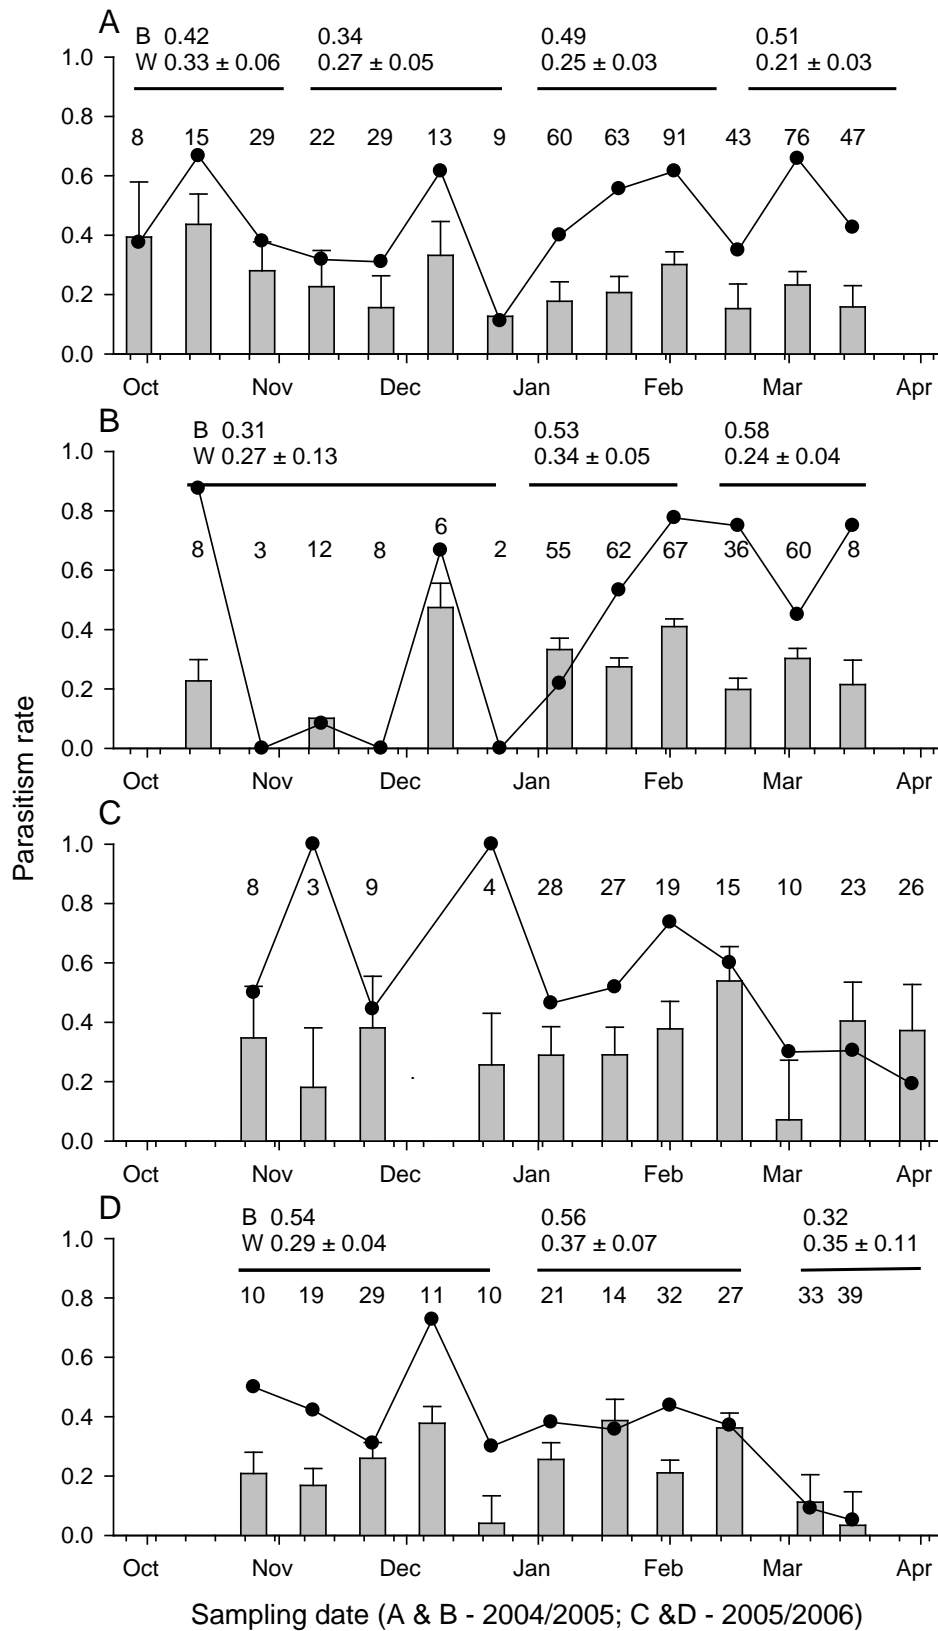 A
B 0.42 0.34 0.49 0.51
W 0.33 ± 0.06 0.27 ± 0.05 0.25 ± 0.03 0.21 ± 0.03
1.0
0.8
8 15 29 22 29 13 9 60 63 91 43 76 47
0.6
0.4
0.2
0.0
Oct Nov Dec Jan Feb Mar Apr
B
B 0.31 0.53 0.58
W 0.27 ± 0.13 0.34 ± 0.05 0.24 ± 0.04
1.0
0.8
6
8 3 12 8 2 55 62 67 36 60 8
0.6
0.4
0.2
0.0
Oct Nov Dec Jan Feb Mar Apr
Parasitism rate
C
1.0
8 3 9 4 28 27 19 15 10 23 26
0.8
0.6
0.4
0.2
0.0
Oct Nov Dec Jan Feb Mar Apr
D
B 0.54 0.56 0.32
W 0.29 ± 0.04 0.37 ± 0.07 0.35 ± 0.11
1.0
10 19 29 11 10 21 14 32 27 33 39
0.8
0.6
0.4
0.2
0.0
Oct Nov Dec Jan Feb Mar Apr
Sampling date (A & B - 2004/2005; C &D - 2005/2006)